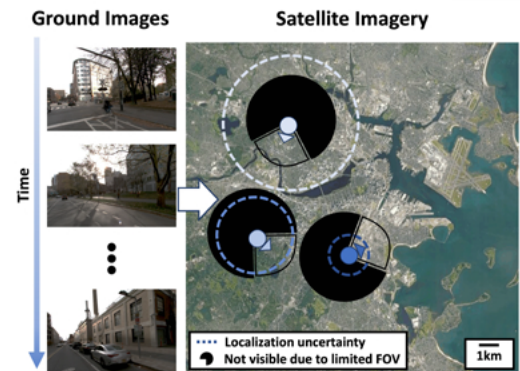 Ground Images
Satellite Imagery
Time
Localization uncertainty
Not visible due to limited FOV
1km